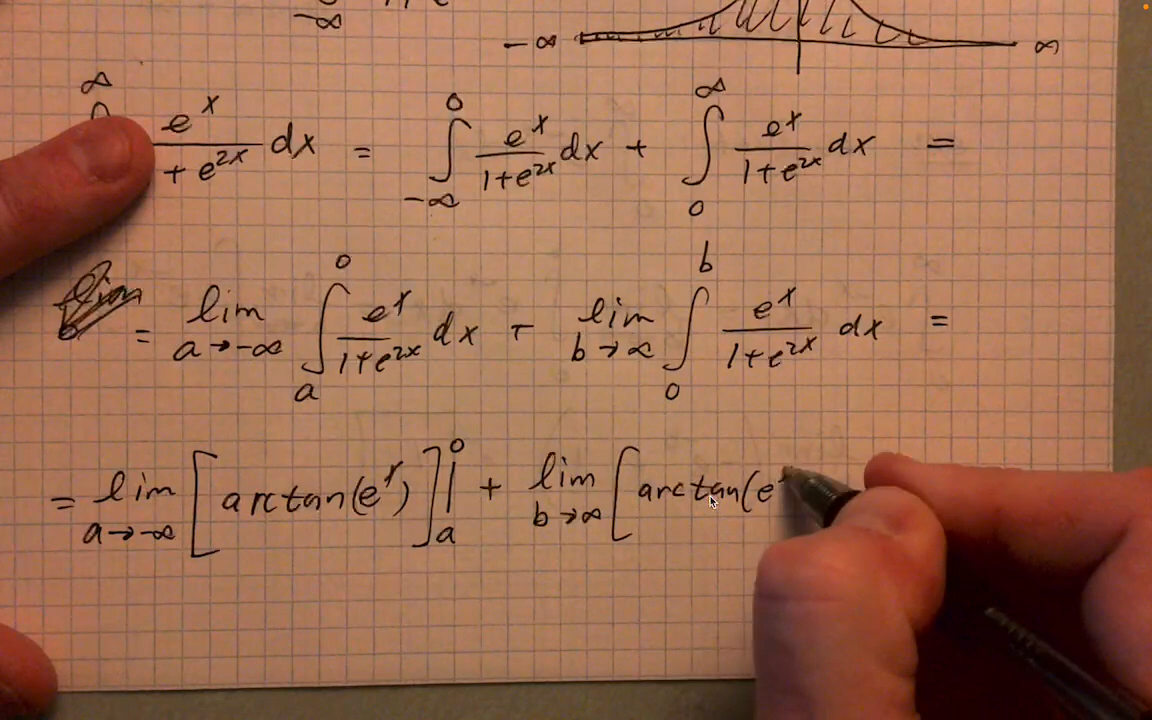 -∞
-∞ ∞
∞ e^x / + e^{2x} dx = ∫_{-∞}^{0} e^x / 1+e^{2x} dx + ∫_{0}^{∞} e^x / 1+e^{2x} dx =
= lim_{a→-∞} ∫_{a}^{0} e^x / 1+e^{2x} dx + lim_{b→∞} ∫_{0}^{b} e^x / 1+e^{2x} dx =
= lim_{a→-∞} [arctan(e^x)]|_{a}^{0} + lim_{b→∞} [arctan(e